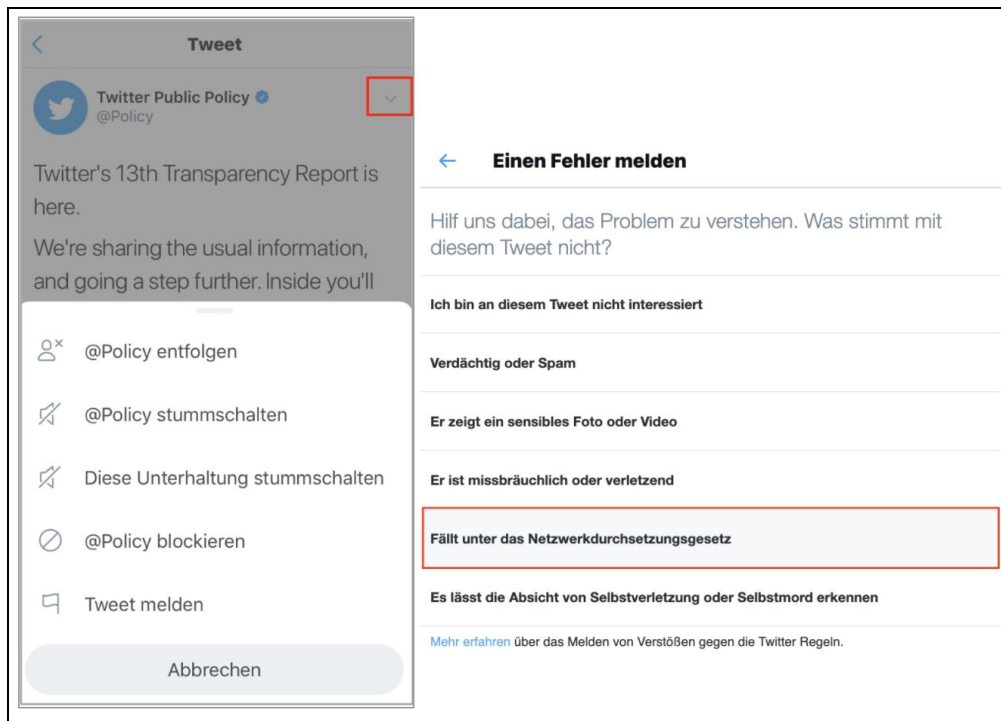 Tweet
Twitter Public Policy
@Policy
Twitter's 13th Transparency Report is
here.
We're sharing the usual information,
and going a step further. Inside you'll
@Policy entfolgen
@Policy stummschalten
Diese Unterhaltung stummschalten
@Policy blockieren
Tweet melden
Abbrechen
Einen Fehler melden
Hilf uns dabei, das Problem zu verstehen. Was stimmt mit
diesem Tweet nicht?
Ich bin an diesem Tweet nicht interessiert
Verdächtig oder Spam
Er zeigt ein sensibles Foto oder Video
Er ist missbräuchlich oder verletzend
Fällt unter das Netzwerkdurchsetzungsgesetz
Es lässt die Absicht von Selbstverletzung oder Selbstmord erkennen
Mehr erfahren über das Melden von Verstößen gegen die Twitter Regeln.